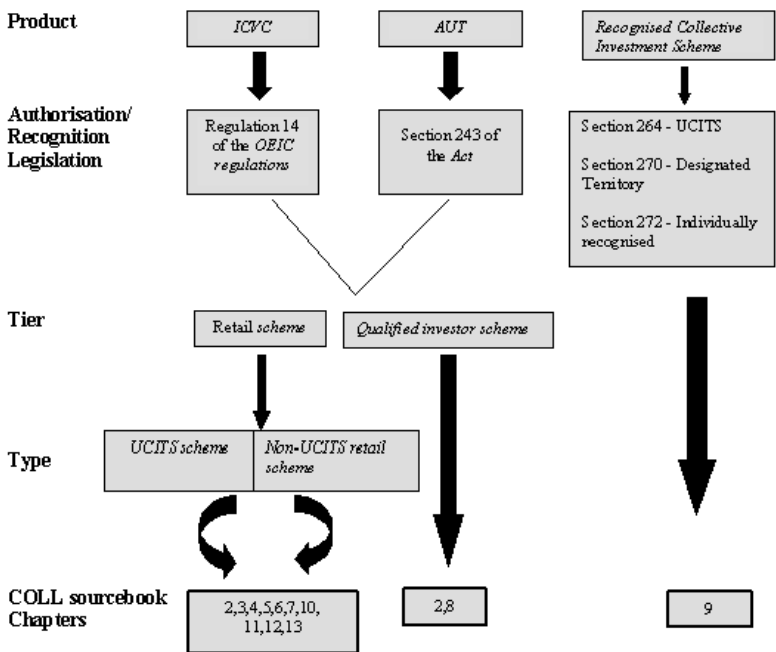 Product
ICVC
AUT
Recognised Collective
Investment Scheme
Authorisation/
Recognition
Legislation
Regulation 14
of the OEIC
regulations
Section 243 of
the Act
Section 264 - UCITS
Section 270 - Designated
Territory
Section 272 - Individually
recognised
Tier
Retail scheme
Qualified investor scheme
Type
UCITS scheme
Non-UCITS retail
scheme
COLL sourcebook
Chapters
2,3,4,5,6,7,10,
11,12,13
2,8
9